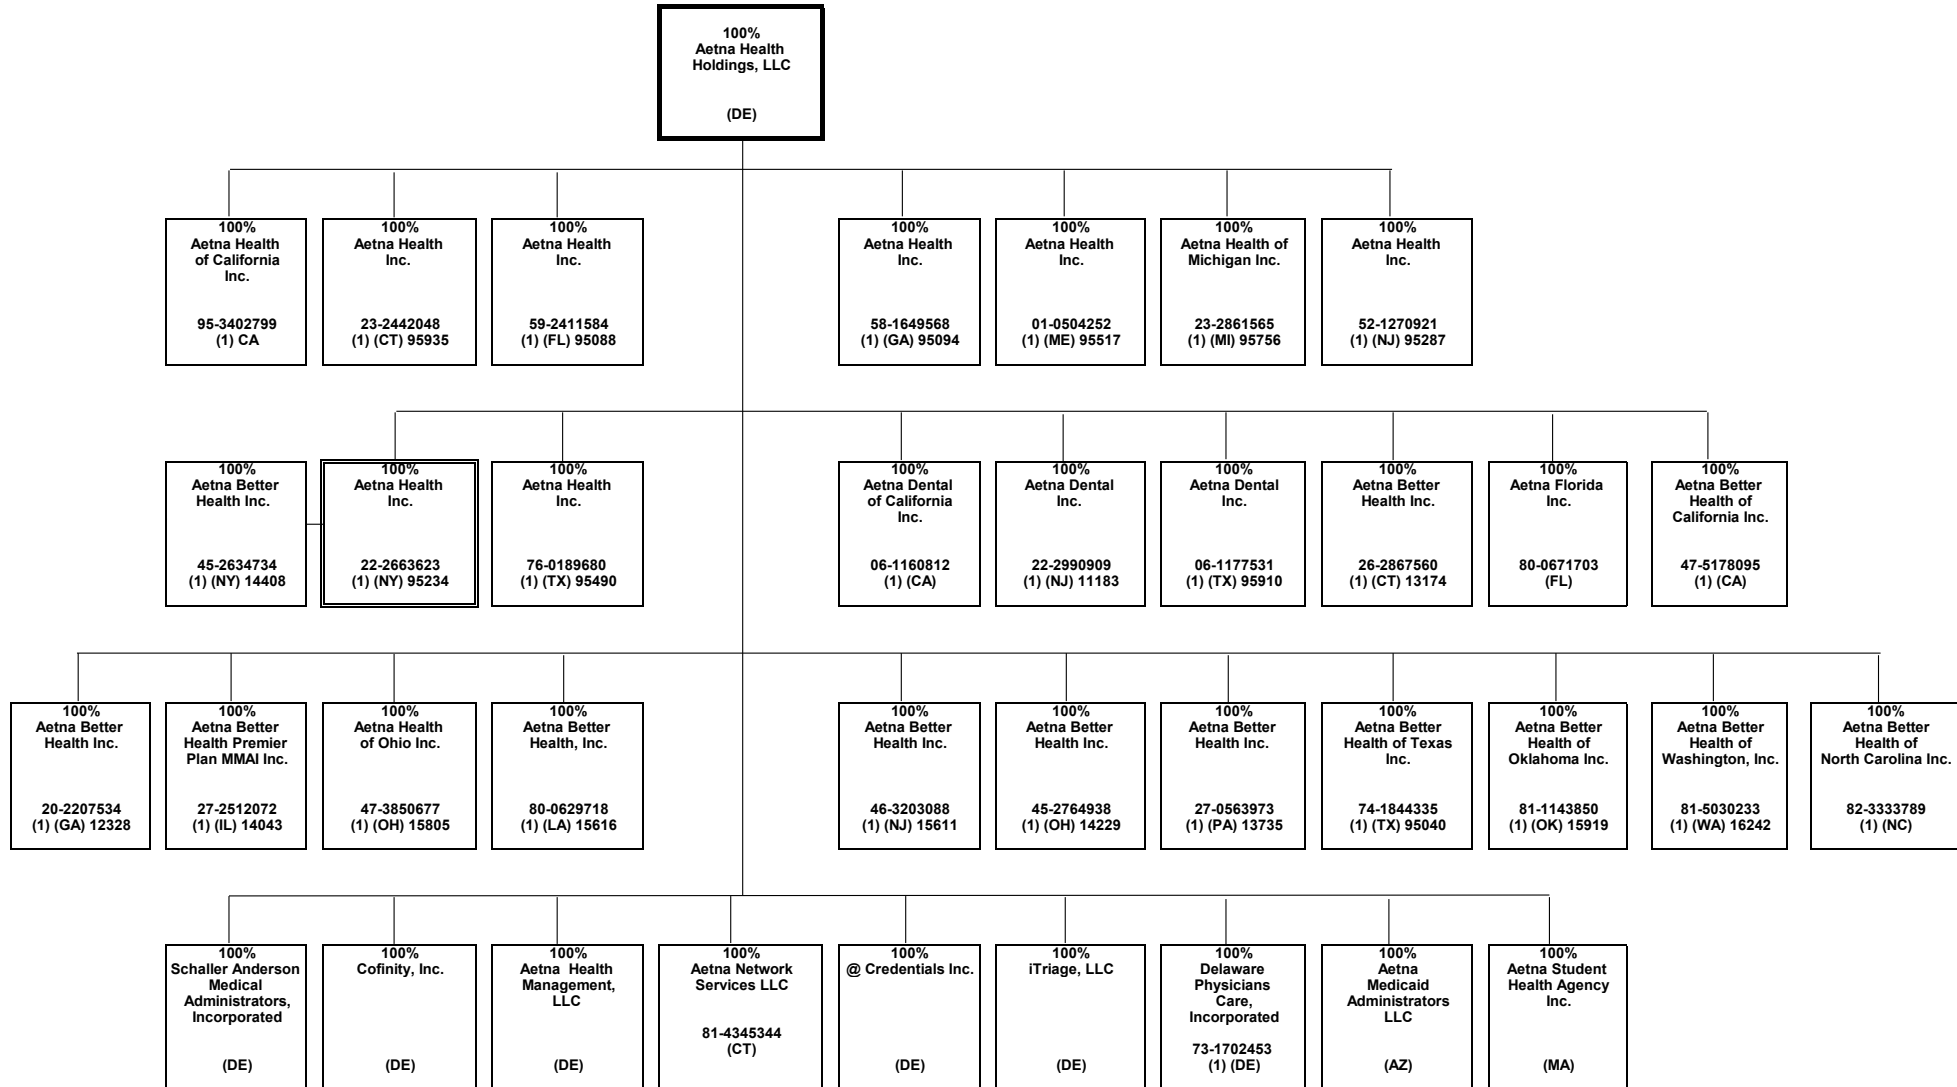 100%
Aetna Health
Holdings, LLC
(DE)
100%
Aetna Health
of California
Inc.
95-3402799
(1) CA
100%
Aetna Health
Inc.
23-2442048
(1) (CT) 95935
100%
Aetna Health
Inc.
59-2411584
(1) (FL) 95088
100%
Aetna Health
Inc.
58-1649568
(1) (GA) 95094
100%
Aetna Health
Inc.
01-0504252
(1) (ME) 95517
100%
Aetna Health of
Michigan Inc.
23-2861565
(1) (MI) 95756
100%
Aetna Health
Inc.
52-1270921
(1) (NJ) 95287
100%
Aetna Better
Health Inc.
45-2634734
(1) (NY) 14408
100%
Aetna Health
Inc.
22-2663623
(1) (NY) 95234
100%
Aetna Health
Inc.
76-0189680
(1) (TX) 95490
100%
Aetna Dental
of California
Inc.
06-1160812
(1) (CA)
100%
Aetna Dental
Inc.
22-2990909
(1) (NJ) 11183
100%
Aetna Dental
Inc.
06-1177531
(1) (TX) 95910
100%
Aetna Better
Health Inc.
26-2867560
(1) (CT) 13174
100%
Aetna Florida
Inc.
80-0671703
(FL)
100%
Aetna Better
Health of
California Inc.
47-5178095
(1) (CA)
100%
Aetna Better
Health Inc.
20-2207534
(1) (GA) 12328
100%
Aetna Better
Health Premier
Plan MMAI Inc.
27-2512072
(1) (IL) 14043
100%
Aetna Health
of Ohio Inc.
47-3850677
(1) (OH) 15805
100%
Aetna Better
Health, Inc.
80-0629718
(1) (LA) 15616
100%
Aetna Better
Health Inc.
46-3203088
(1) (NJ) 15611
100%
Aetna Better
Health Inc.
45-2764938
(1) (OH) 14229
100%
Aetna Better
Health Inc.
27-0563973
(1) (PA) 13735
100%
Aetna Better
Health of Texas
Inc.
74-1844335
(1) (TX) 95040
100%
Aetna Better
Health of
Oklahoma Inc.
81-1143850
(1) (OK) 15919
100%
Aetna Better
Health of
Washington, Inc.
81-5030233
(1) (WA) 16242
100%
Aetna Better
Health of
North Carolina Inc.
82-3333789
(1) (NC)
100%
Schaller Anderson
Medical
Administrators,
Incorporated
(DE)
100%
Cofinity, Inc.
(DE)
100%
Aetna Health
Management,
LLC
(DE)
100%
Aetna Network
Services LLC
81-4345344
(CT)
100%
@ Credentials Inc.
(DE)
100%
iTriage, LLC
(DE)
100%
Delaware
Physicians
Care,
Incorporated
73-1702453
(1) (DE)
100%
Aetna
Medicaid
Administrators
LLC
(AZ)
100%
Aetna Student
Health Agency
Inc.
(MA)